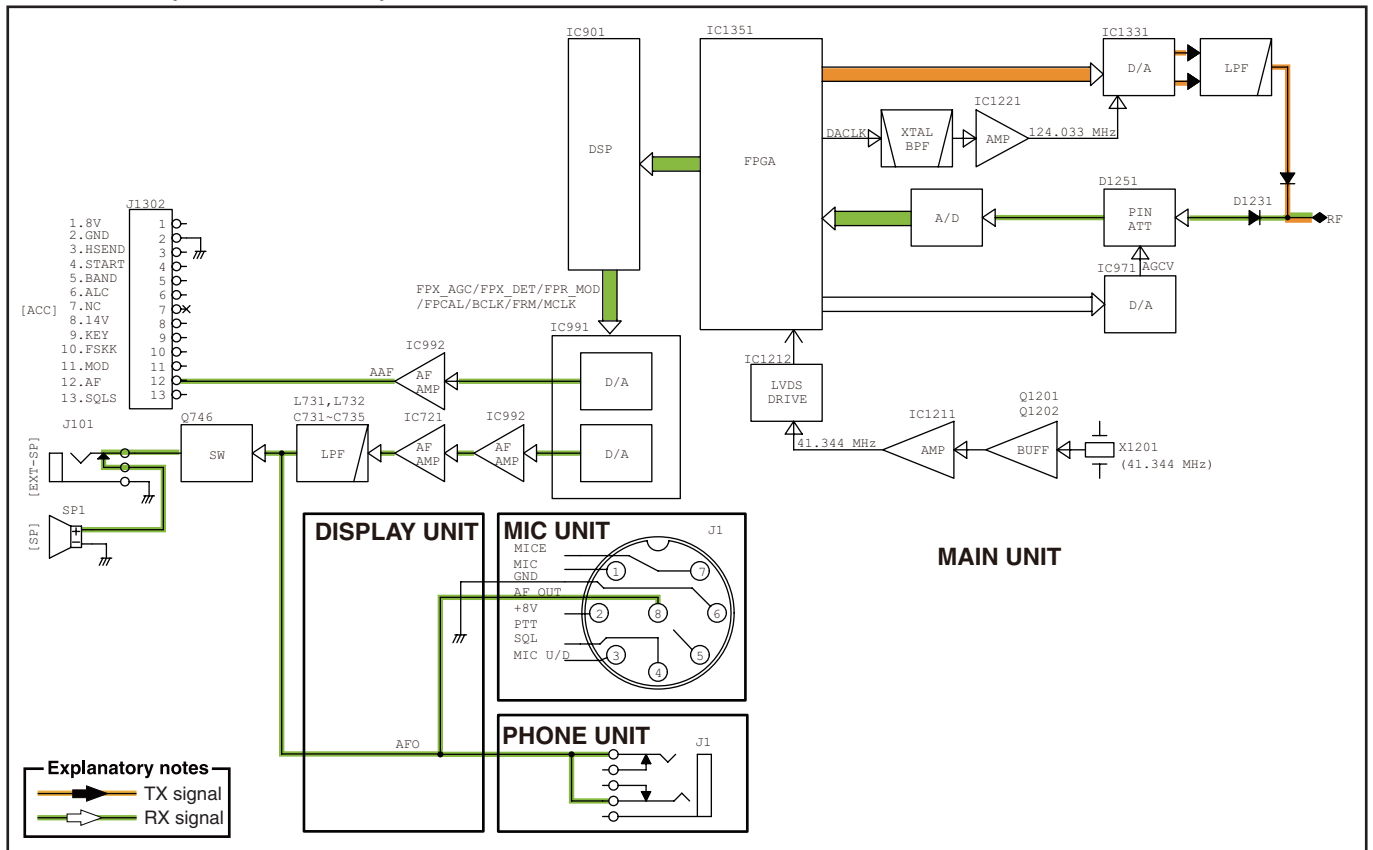 IC901
DSP
IC1351
FPGA
IC1331
D/A
LPF
IC1221
DACLK
XTAL
BPF
AMP
124.033 MHz
D1251
D1231
A/D
PIN
ATT
RF
IC971
AGCV
D/A
J1302
1.8V
2.GND
3.HSEND
4.START
5.BAND
6.ALC
7.NC
8.14V
9.KEY
10.FSKK
11.MOD
12.AF
13.SQLS
[ACC]
1
2
3
4
5
6
7
8
9
10
11
12
13
FPX_AGC/FPX_DET/FPR_MOD
/FPCAL/BCLK/FRM/MCLK
IC991
D/A
D/A
IC992
AAF
AF
AMP
IC1212
LVDS
DRIVE
41.344 MHz
IC1211
AMP
Q1201
Q1202
BUFF
X1201
(41.344 MHz)
J101
[EXT-SP]
Q746
SW
L731,L732
C731~C735
LPF
IC721
AF
AMP
IC992
AF
AMP
SP1
[SP]
+
-
DISPLAY UNIT
MIC UNIT
J1
MICE
MIC
GND
AF OUT
+8V
PTT
SQL
MIC U/D
1
7
2
8
6
3
4
5
MAIN UNIT
AFO
PHONE UNIT
J1
Explanatory notes
TX signal
RX signal